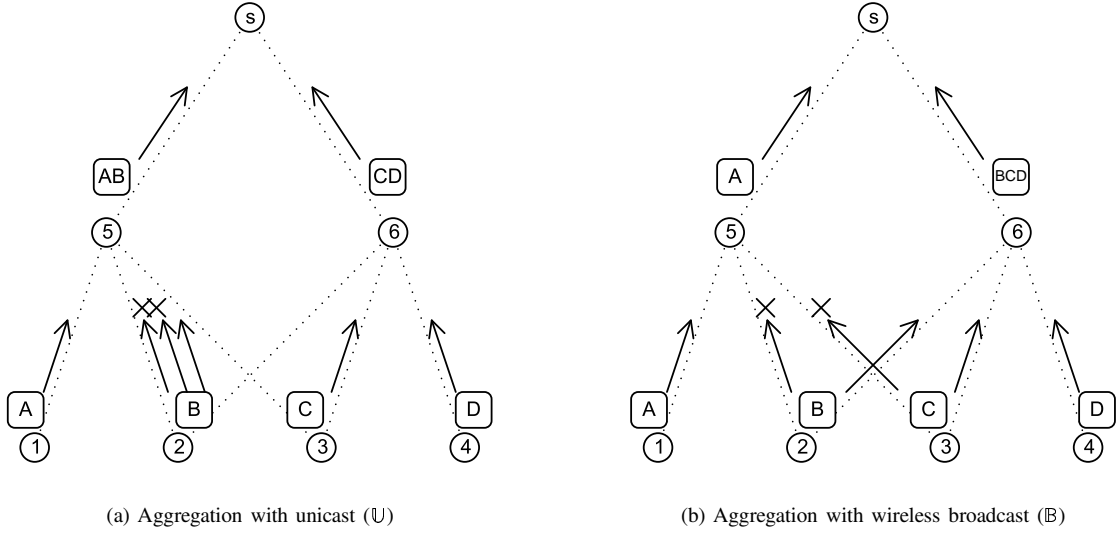 s
s
AB
CD
A
BCD
5
6
5
6
A
B
C
D
A
B
C
D
1
2
3
4
1
2
3
4
(a) Aggregation with unicast (𝕌)
(b) Aggregation with wireless broadcast (𝔹)